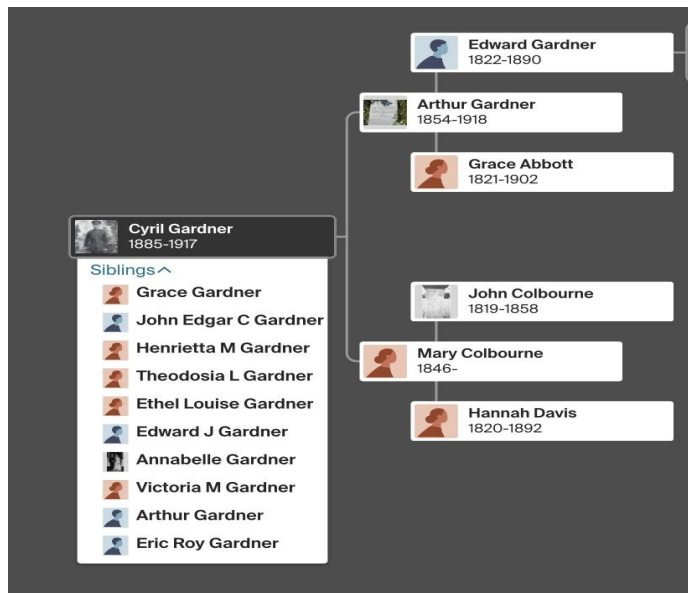 Edward Gardner
1822-1890
Arthur Gardner
1854-1918
Grace Abbott
1821-1902
Cyril Gardner
1885-1917
Siblings
Grace Gardner
John Edgar C Gardner
Henrietta M Gardner
Theodosia L Gardner
Ethel Louise Gardner
Edward J Gardner
Annabelle Gardner
Victoria M Gardner
Arthur Gardner
Eric Roy Gardner
John Colbourne
1819-1858
Mary Colbourne
1846-
Hannah Davis
1820-1892